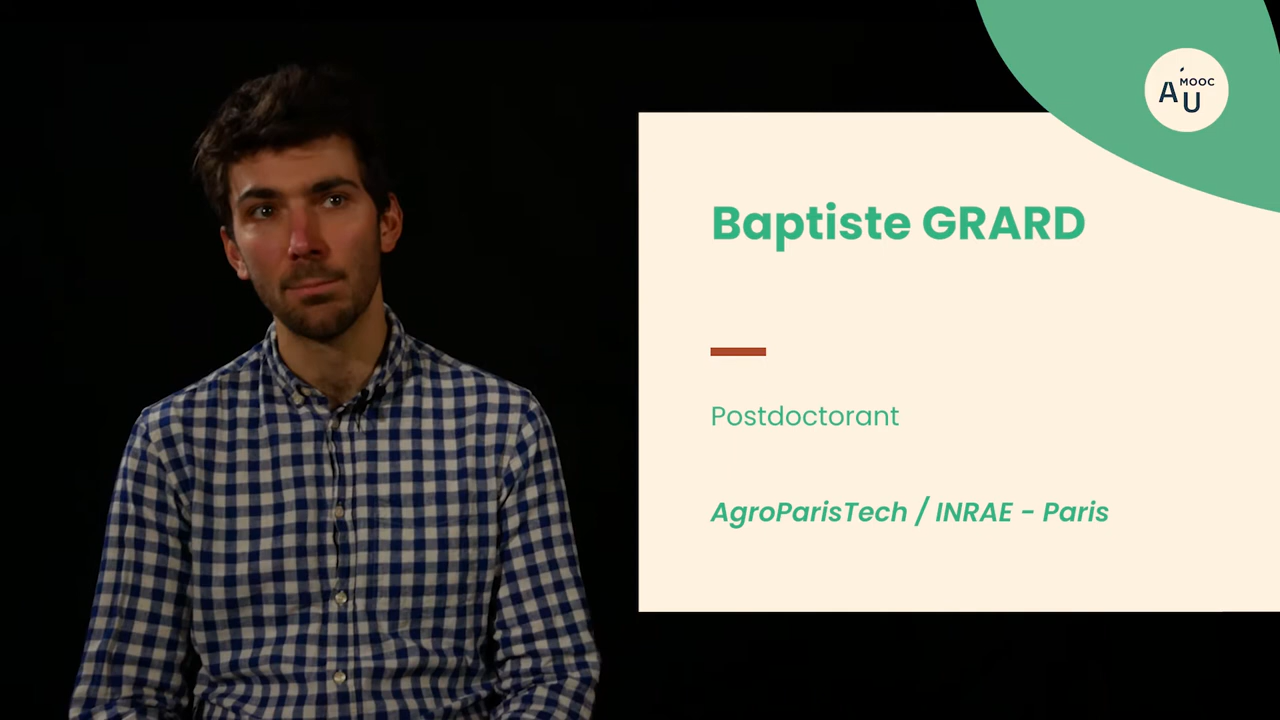 MOOC
AU
Baptiste GRARD
Postdoctorant
AgroParisTech / INRAE - Paris